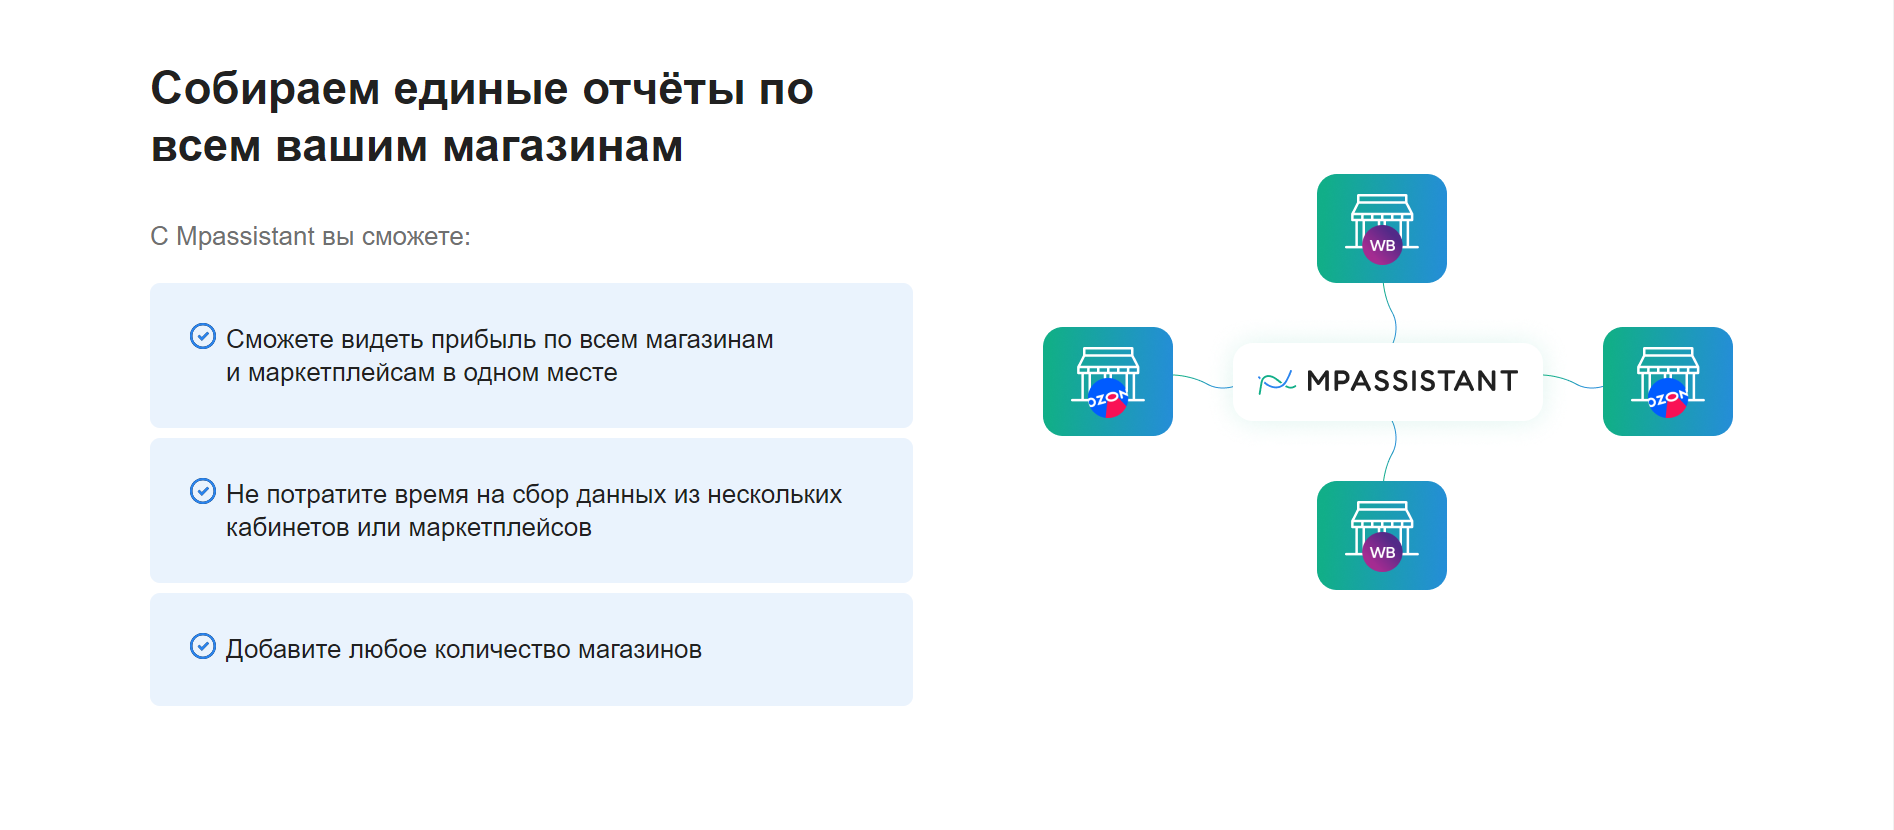 Собираем единые отчёты по
всем вашим магазинам
С Mpassistant вы сможете:
Сможете видеть прибыль по всем магазинам
и маркетплейсам в одном месте
Не потратите время на сбор данных из нескольких
кабинетов или маркетплейсов
Добавите любое количество магазинов
WB
OZON
MPASSISTANT
OZON
WB